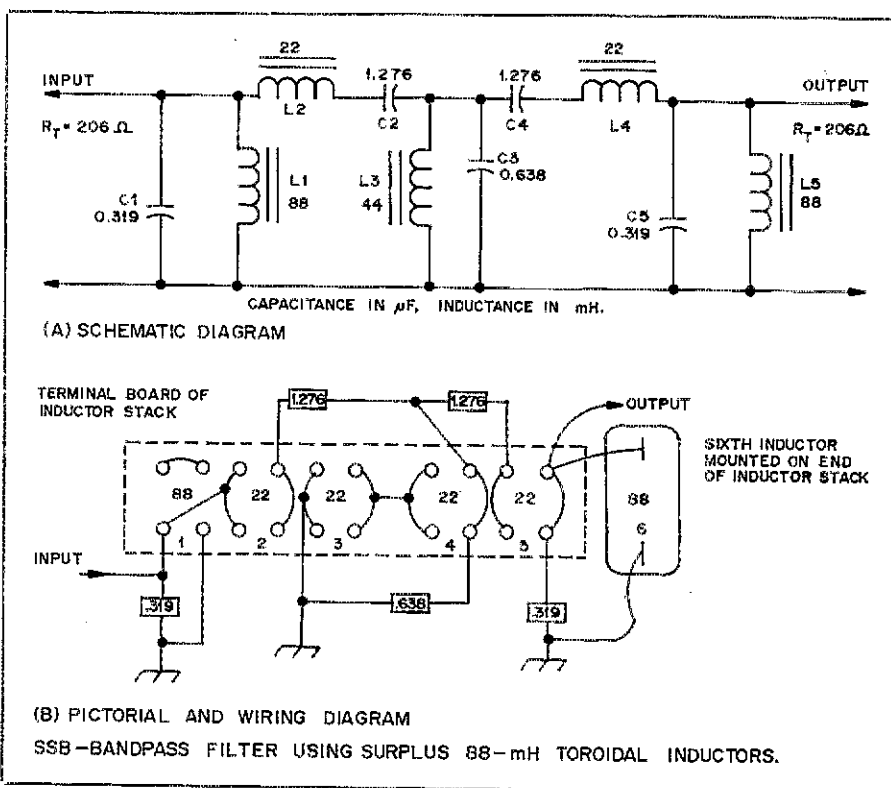 22
22
INPUT
1.276
1.276
OUTPUT
L2
C2
C4
L4
R_T = 206 Ω
R_T = 206Ω
C1
0.319
L1
88
L3
44
C3
0.638
C5
0.319
L5
88
CAPACITANCE IN µF, INDUCTANCE IN mH.
(A) SCHEMATIC DIAGRAM
TERMINAL BOARD OF
INDUCTOR STACK
1.276
1.276
OUTPUT
SIXTH INDUCTOR
MOUNTED ON END
OF INDUCTOR STACK
88
22
22
22
22
88
6
1
2
3
4
5
INPUT
.319
.638
.319
(B) PICTORIAL AND WIRING DIAGRAM
SSB-BANDPASS FILTER USING SURPLUS 88-mH TOROIDAL INDUCTORS.